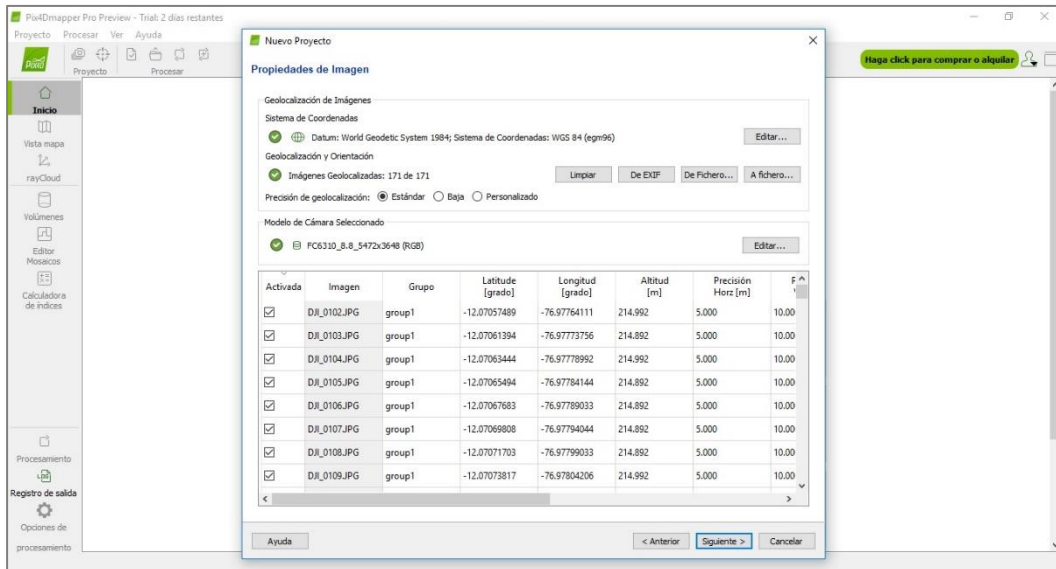 Pix4Dmapper Pro Preview - Trial: 2 días restantes
Proyecto Procesar Ver Ayuda
Proyecto Procesar
Haga click para comprar o alquilar
Inicio
Vista mapa
rayCloud
Volúmenes
Editor
Mosaicos
Calculadora
de índices
Procesamiento
Registro de salida
Opciones de
procesamiento
Nuevo Proyecto
Propiedades de Imagen
Geolocalización de Imágenes
Sistema de Coordenadas
Datum: World Geodetic System 1984; Sistema de Coordenadas: WGS 84 (egm96) Editar...
Geolocalización y Orientación
Imágenes Geolocalizadas: 171 de 171 Limpiar De EXIF De Fichero... A fichero...
Precisión de geolocalización: Estándar Baja Personalizado
Modelo de Cámara Seleccionado
FC6310_8.8_5472x3648 (RGB) Editar...
Activada Imagen Grupo Latitude [grado] Longitud [grado] Altitud [m] Precisión Horz [m]
DJI_0102.JPG group1 -12.07057489 -76.97764111 214.992 5.000 10.00
DJI_0103.JPG group1 -12.07061394 -76.97773756 214.892 5.000 10.00
DJI_0104.JPG group1 -12.07063444 -76.97778992 214.892 5.000 10.00
DJI_0105.JPG group1 -12.07065494 -76.97784144 214.892 5.000 10.00
DJI_0106.JPG group1 -12.07067683 -76.97789033 214.892 5.000 10.00
DJI_0107.JPG group1 -12.07069808 -76.97794044 214.892 5.000 10.00
DJI_0108.JPG group1 -12.07071703 -76.97799033 214.892 5.000 10.00
DJI_0109.JPG group1 -12.07073817 -76.97804206 214.992 5.000 10.00
Ayuda < Anterior Siguiente > Cancelar